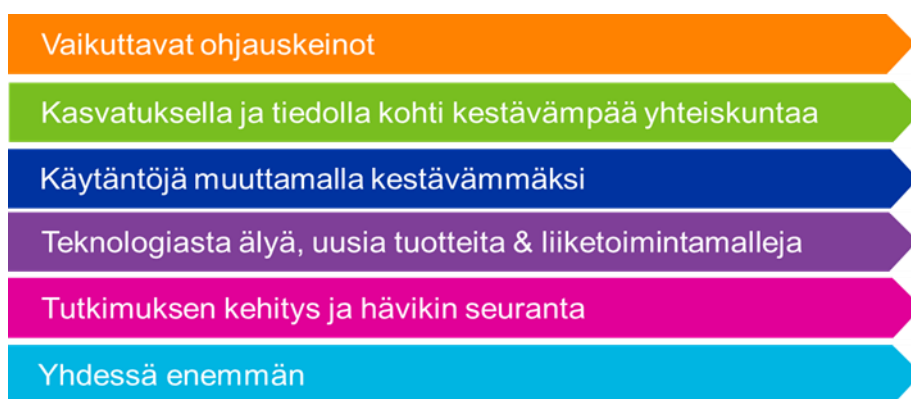 Vaikuttavat ohjauskeinot
Kasvatuksella ja tiedolla kohti kestävämpää yhteiskuntaa
Käytäntöjä muuttamalla kestävämmäksi
Teknologiasta älyä, uusia tuotteita & liiketoimintamalleja
Tutkimuksen kehitys ja hävikin seuranta
Yhdessä enemmän